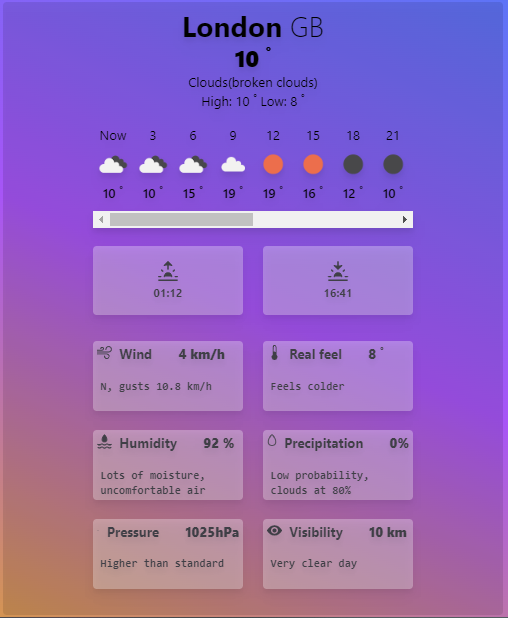 London GB
10 °
Clouds(broken clouds)
High: 10 ° Low: 8 °
Now 3 6 9 12 15 18 21
10 ° 10 ° 15 ° 19 ° 19 ° 16 ° 12 ° 10 °
01:12 16:41
Wind 4 km/h
N, gusts 10.8 km/h
Real feel 8 °
Feels colder
Humidity 92 %
Lots of moisture,
uncomfortable air
Precipitation 0%
Low probability,
clouds at 80%
Pressure 1025hPa
Higher than standard
Visibility 10 km
Very clear day